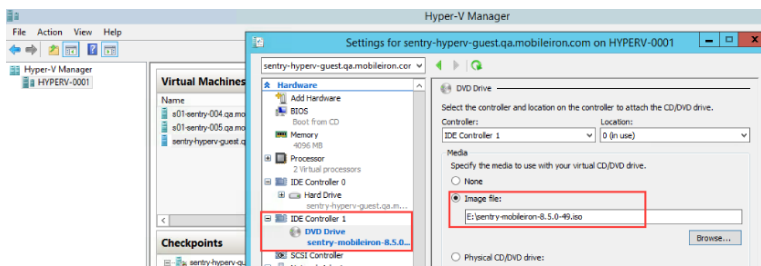 Hyper-V Manager
File Action View Help
Hyper-V Manager
HYPERV-0001
Virtual Machines
Name
s01-sentry-004.qa.mo
s01-sentry-005.qa.mo
sentry-hyperv-guest.q
Checkpoints
sentry-hyperv-gu
Settings for sentry-hyperv-guest.qa.mobileiron.com on HYPERV-0001
sentry-hyperv-guest.qa.mobileiron.cor
Hardware
Add Hardware
BIOS
Boot from CD
Memory
4096 MB
Processor
2 Virtual processors
IDE Controller 0
Hard Drive
sentry-hyperv-guest.qa.m...
IDE Controller 1
DVD Drive
sentry-mobileiron-8.5.0...
SCSI Controller
DVD Drive
Select the controller and location on the controller to attach the CD/DVD drive.
Controller: Location:
IDE Controller 1 0 (in use)
Media
Specify the media to use with your virtual CD/DVD drive.
None
Image file:
E:\sentry-mobileiron-8.5.0-49.iso
Browse...
Physical CD/DVD drive: